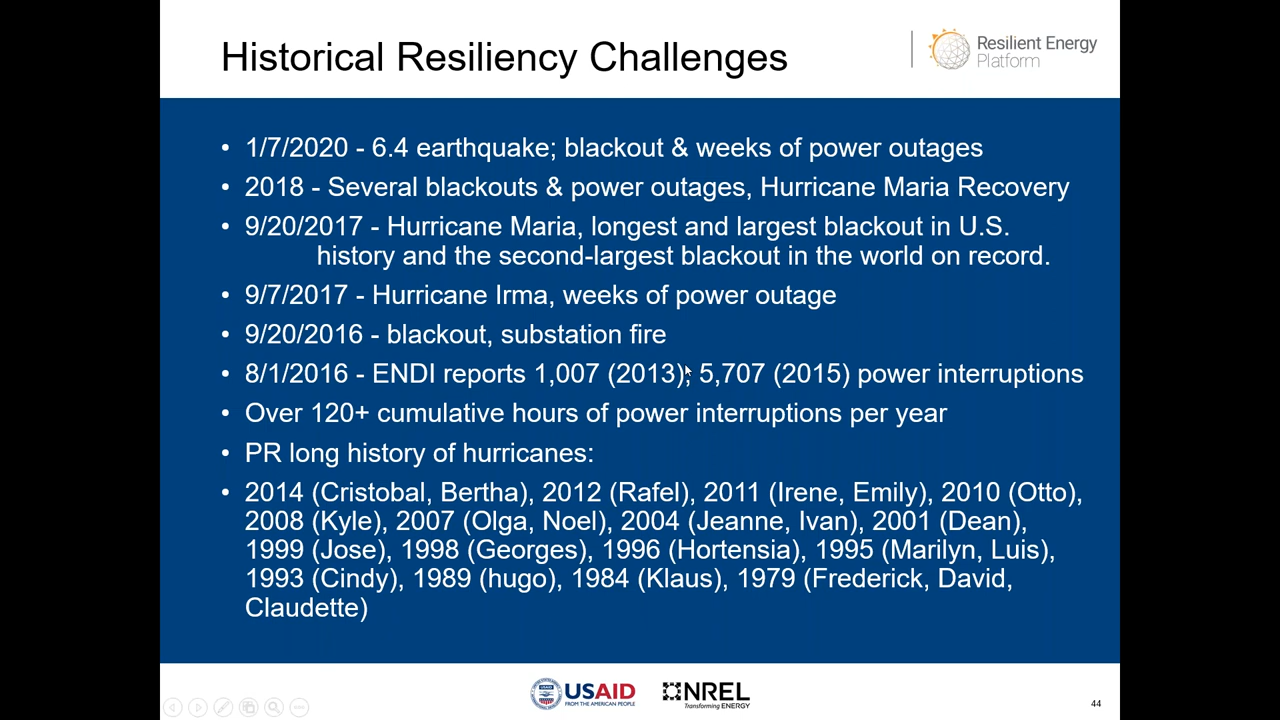 Historical Resiliency Challenges
Resilient Energy
Platform
• 1/7/2020 - 6.4 earthquake; blackout & weeks of power outages
• 2018 - Several blackouts & power outages, Hurricane Maria Recovery
• 9/20/2017 - Hurricane Maria, longest and largest blackout in U.S.
history and the second-largest blackout in the world on record.
• 9/7/2017 - Hurricane Irma, weeks of power outage
• 9/20/2016 - blackout, substation fire
• 8/1/2016 - ENDI reports 1,007 (2013); 5,707 (2015) power interruptions
• Over 120+ cumulative hours of power interruptions per year
• PR long history of hurricanes:
• 2014 (Cristobal, Bertha), 2012 (Rafel), 2011 (Irene, Emily), 2010 (Otto),
2008 (Kyle), 2007 (Olga, Noel), 2004 (Jeanne, Ivan), 2001 (Dean),
1999 (Jose), 1998 (Georges), 1996 (Hortensia), 1995 (Marilyn, Luis),
1993 (Cindy), 1989 (hugo), 1984 (Klaus), 1979 (Frederick, David,
Claudette)
USAID
FROM THE AMERICAN PEOPLE
NREL
Transforming ENERGY
44